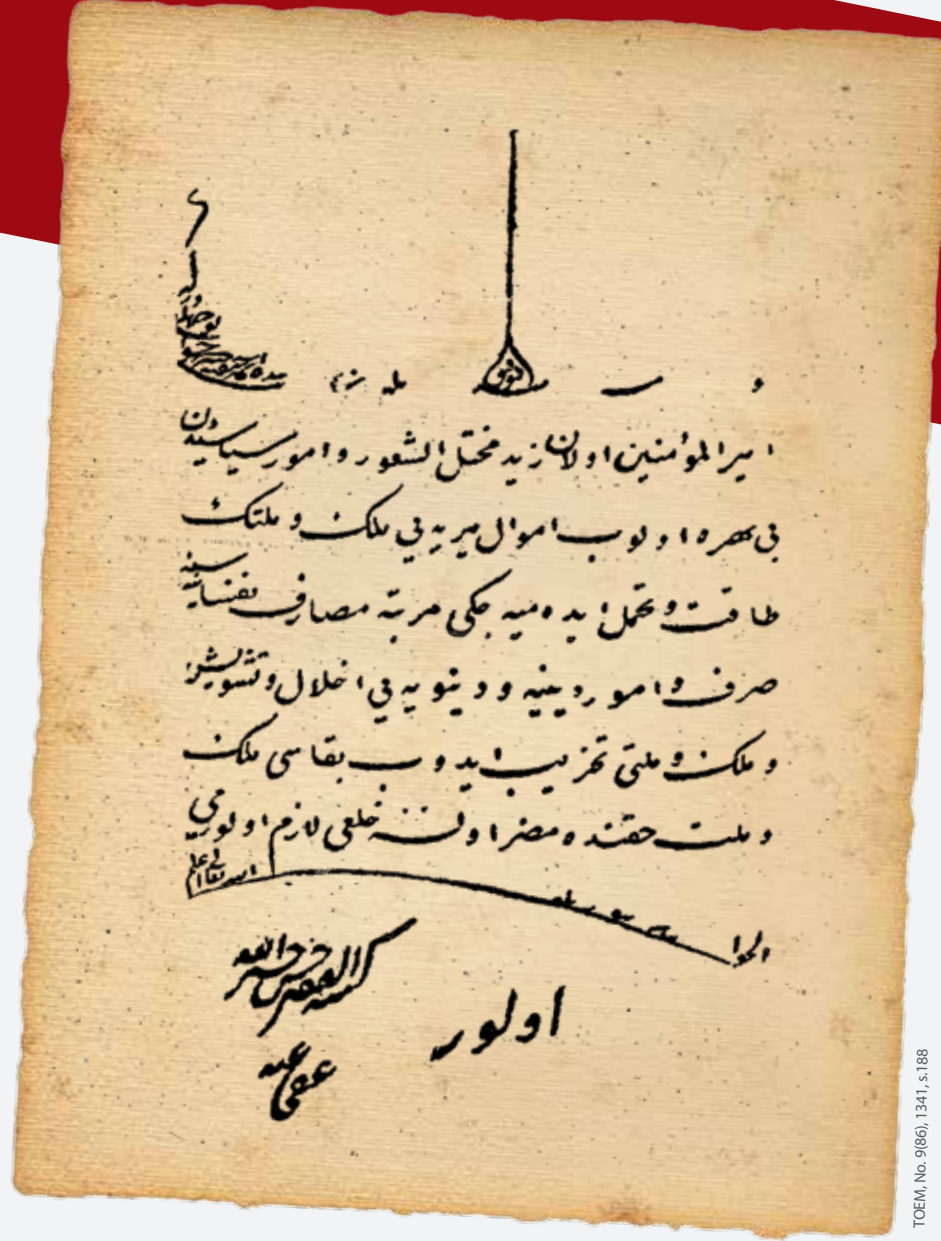 امير المؤمنين اولان زيد مختل الشعور و امور سياسيه دن
بى بهره اولوب اموال ميريه يى ملك و ملتك
طاقت و تحمل ايده ميه جكى مرتبه مصارف نفسانيه سنه
صرف و امور دينيه و دنيويه يى اخلال و تشويش
و ملك و ملتى تخريب ايدوب بقاسى ملك
و ملت حقنده مضر اولسه خلعى لازم اولورمى
الجواب
الله تعالى اعلم
اولور
كتبه الفقير حسن خير الله
عفى عنه
TOEM, No. 9(86), 1341, s.188